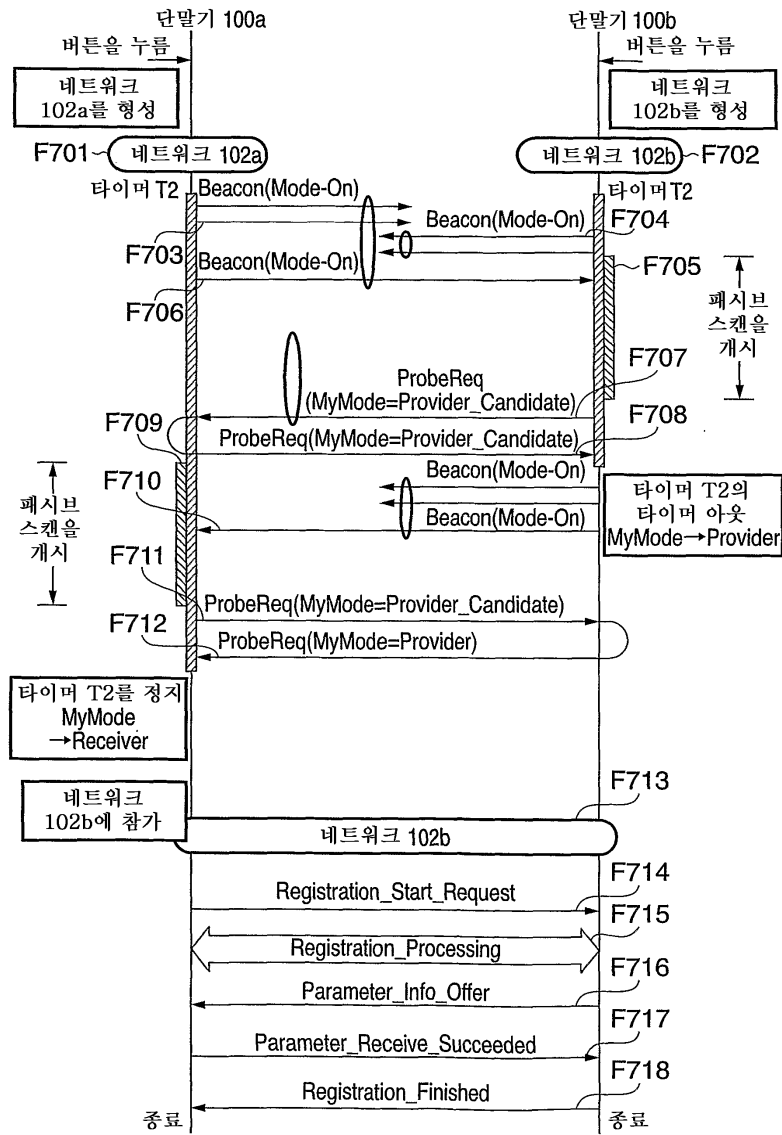 단말기 100a
단말기 100b
버튼을 누름
버튼을 누름
네트워크
102a를 형성
네트워크
102b를 형성
F701
네트워크 102a
네트워크 102b
F702
타이머 T2
Beacon(Mode-On)
타이머 T2
Beacon(Mode-On)
F704
F703
Beacon(Mode-On)
F705
F706
패시브
스캔을
개시
F707
ProbeReq
(MyMode=Provider_Candidate)
F708
F709
ProbeReq(MyMode=Provider_Candidate)
Beacon(Mode-On)
F710
패시브
스캔을
개시
Beacon(Mode-On)
타이머 T2의
타이머 아웃
MyMode→Provider
F711
ProbeReq(MyMode=Provider_Candidate)
F712
ProbeReq(MyMode=Provider)
타이머 T2를 정지
MyMode
→Receiver
네트워크
102b에 참가
F713
네트워크 102b
F714
Registration_Start_Request
F715
Registration_Processing
F716
Parameter_Info_Offer
F717
Parameter_Receive_Succeeded
F718
Registration_Finished
종료
종료